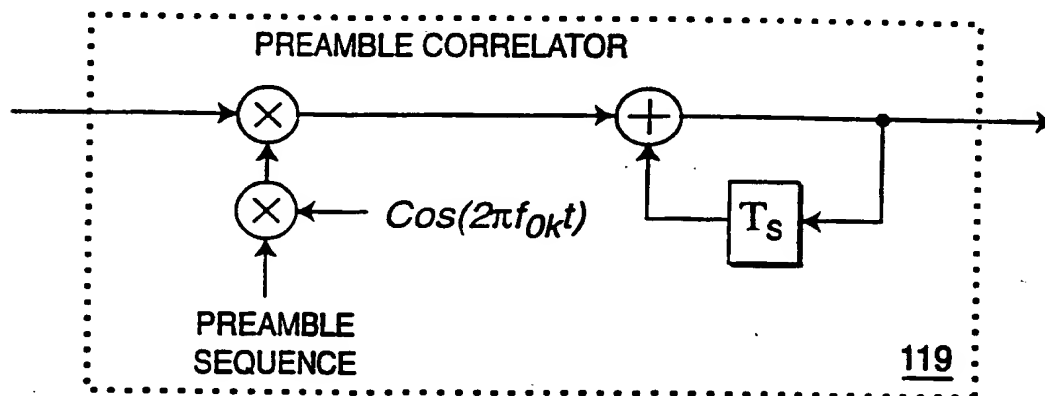 PREAMBLE CORRELATOR
Cos(2πf0kt)
TS
PREAMBLE
SEQUENCE
119